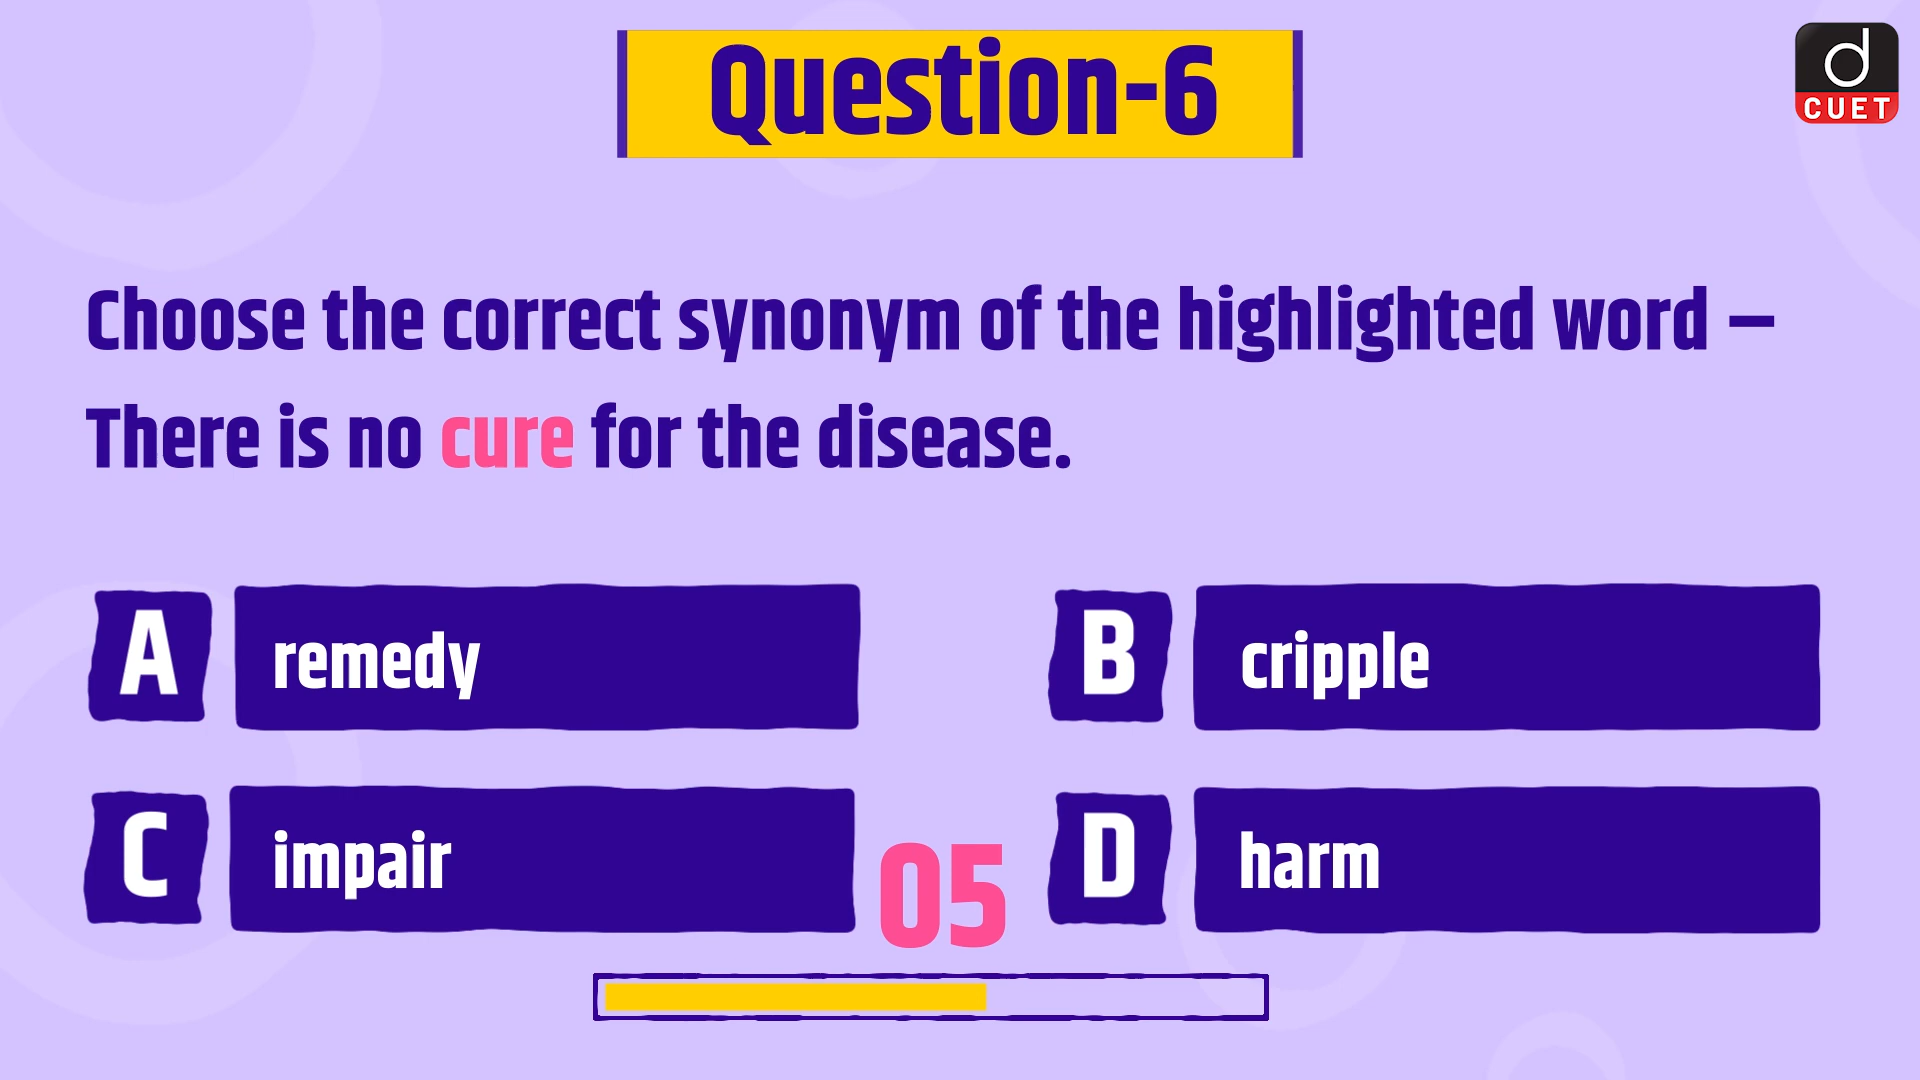 Question-6
d
CUET
Choose the correct synonym of the highlighted word –
There is no cure for the disease.
A remedy
B cripple
C impair
D harm
05